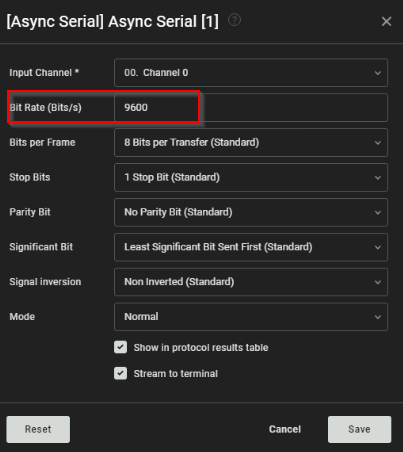 [Async Serial] Async Serial [1]
Input Channel * 00. Channel 0
Bit Rate (Bits/s) 9600
Bits per Frame 8 Bits per Transfer (Standard)
Stop Bits 1 Stop Bit (Standard)
Parity Bit No Parity Bit (Standard)
Significant Bit Least Significant Bit Sent First (Standard)
Signal inversion Non Inverted (Standard)
Mode Normal
Show in protocol results table
Stream to terminal
Reset Cancel Save